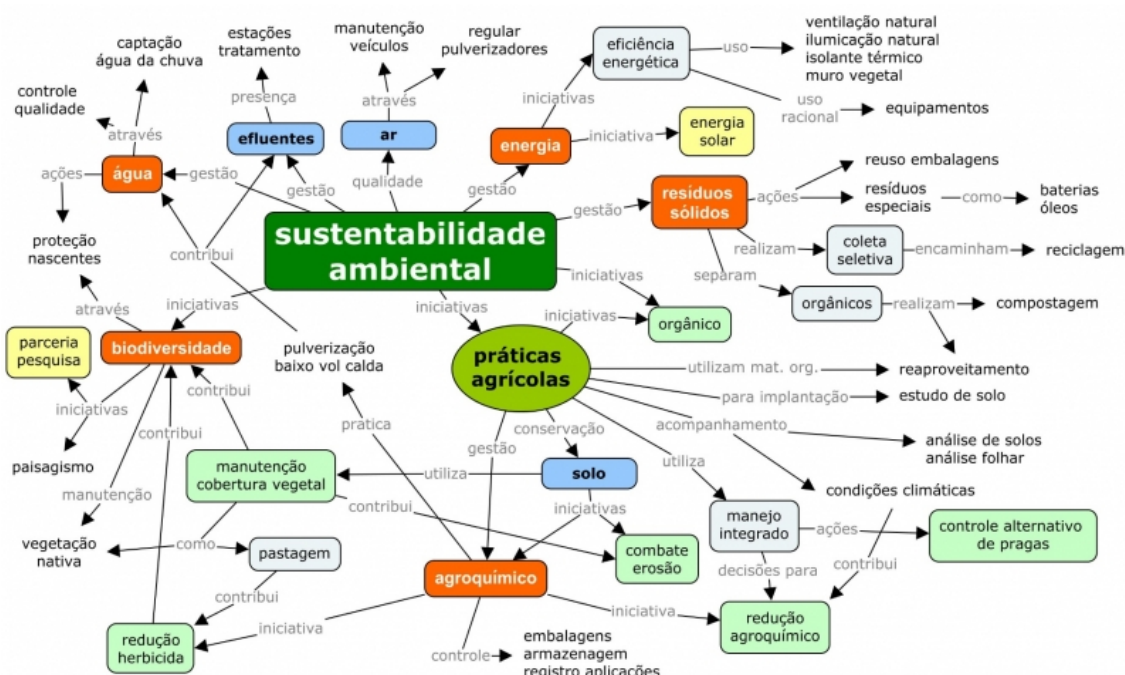 captação
água da chuva
estações
tratamento
manutenção
veículos
regular
pulverizadores
eficiência
energética
uso
ventilação natural
ilumicação natural
isolante térmico
muro vegetal
controle
qualidade
através
presença
através
iniciativas
uso
racional
equipamentos
efluentes
ar
energia
iniciativa
energia
solar
ações
água
gestão
gestão
qualidade
gestão
gestão
resíduos
sólidos
ações
reuso embalagens
resíduos
especiais
como
baterias
óleos
sustentabilidade
ambiental
proteção
nascentes
contribui
realizam
coleta
seletiva
encaminham
reciclagem
separam
iniciativas
orgânicos
realizam
compostagem
através
iniciativas
iniciativas
iniciativas
orgânico
parceria
pesquisa
biodiversidade
pulverização
baixo vol calda
práticas
agrícolas
utilizam mat. org.
reaproveitamento
iniciativas
contribui
para implantação
estudo de solo
contribui
pratica
gestão
conservação
acompanhamento
análise de solos
análise folhar
paisagismo
manutenção
manutenção
cobertura vegetal
utiliza
solo
utiliza
condições climáticas
contribui
iniciativas
manejo
integrado
ações
controle alternativo
de pragas
vegetação
nativa
como
pastagem
combate
erosão
decisões para
contribui
contribui
agroquímico
redução
herbicida
iniciativa
iniciativa
redução
agroquímico
controle
embalagens
armazenagem
registro aplicações